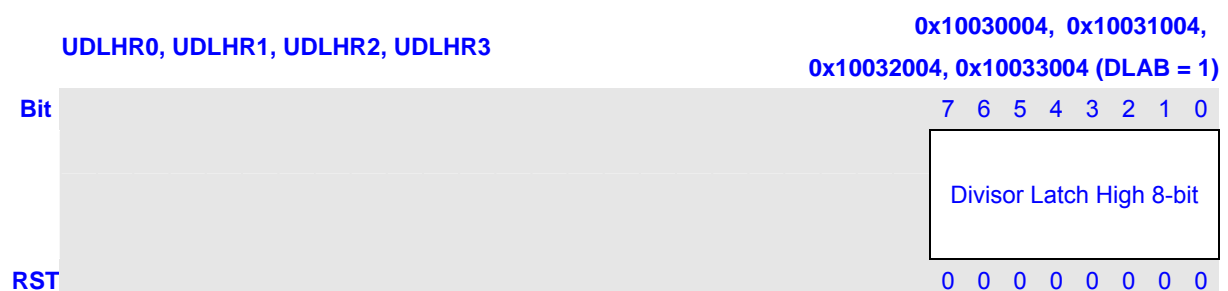 UDLHR0, UDLHR1, UDLHR2, UDLHR3
0x10030004, 0x10031004,
0x10032004, 0x10033004 (DLAB = 1)
Bit 7 6 5 4 3 2 1 0
Divisor Latch High 8-bit
RST 0 0 0 0 0 0 0 0